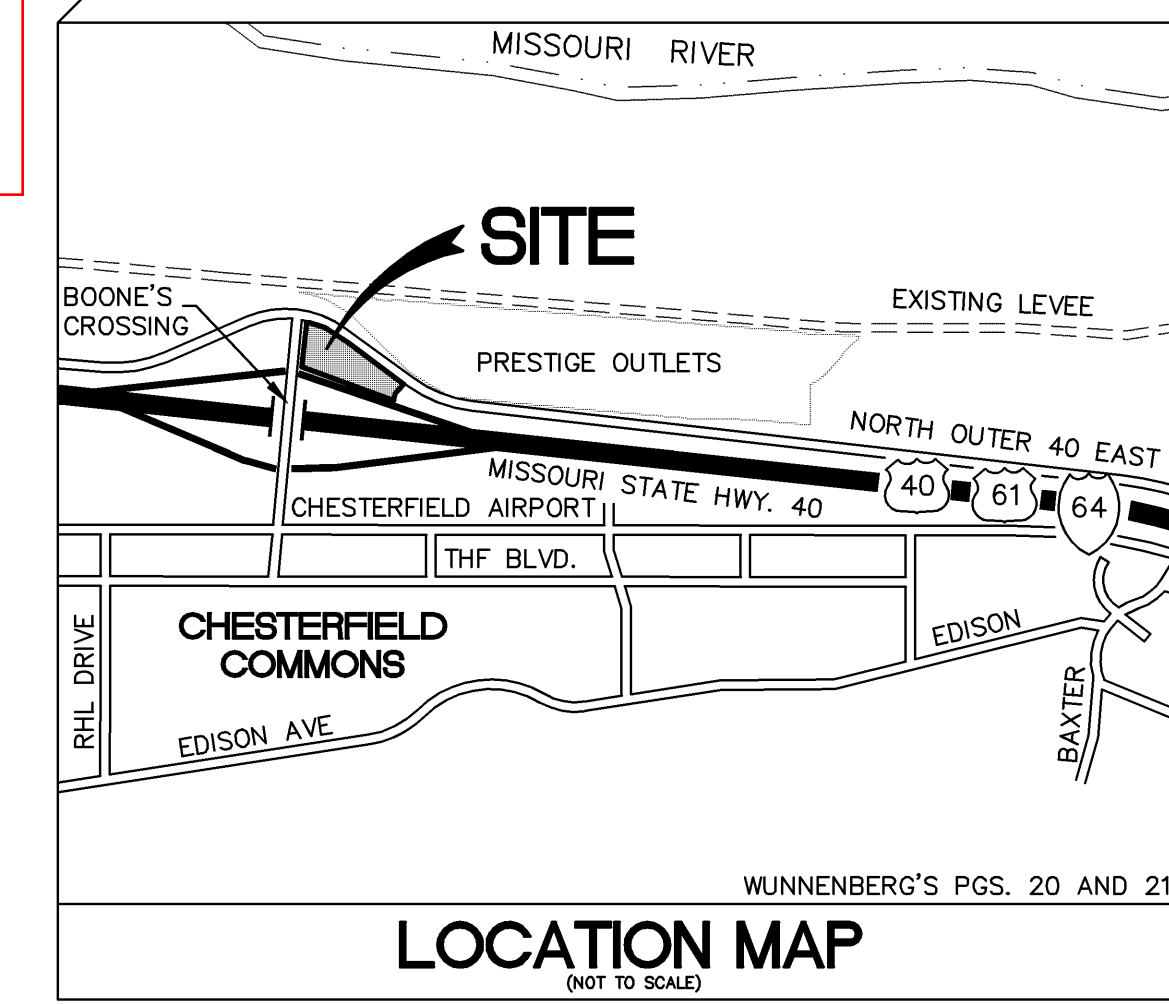 MISSOURI RIVER
SITE
BOONE'S
CROSSING
EXISTING LEVEE
PRESTIGE OUTLETS
NORTH OUTER 40 EAST
MISSOURI STATE HWY. 40
40
61
64
CHESTERFIELD AIRPORT
THF BLVD.
CHESTERFIELD
COMMONS
RHL DRIVE
EDISON AVE
EDISON
BAXTER
WUNNENBERG'S PGS. 20 AND 21
LOCATION MAP
(NOT TO SCALE)